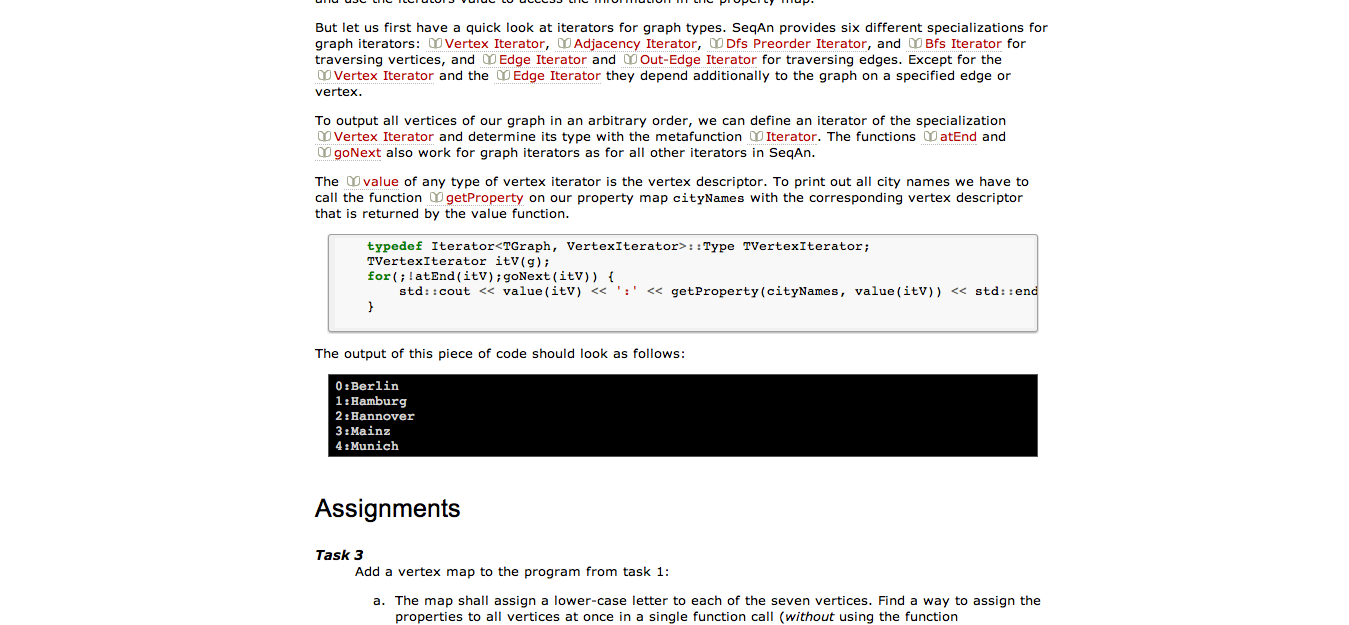 and use the iterators value to access the information in the property map.
But let us first have a quick look at iterators for graph types. SeqAn provides six different specializations for
graph iterators: Vertex Iterator, Adjacency Iterator, Dfs Preorder Iterator, and Bfs Iterator for
traversing vertices, and Edge Iterator and Out-Edge Iterator for traversing edges. Except for the
Vertex Iterator and the Edge Iterator they depend additionally to the graph on a specified edge or
vertex.
To output all vertices of our graph in an arbitrary order, we can define an iterator of the specialization
Vertex Iterator and determine its type with the metafunction Iterator. The functions atEnd and
goNext also work for graph iterators as for all other iterators in SeqAn.
The value of any type of vertex iterator is the vertex descriptor. To print out all city names we have to
call the function getProperty on our property map cityNames with the corresponding vertex descriptor
that is returned by the value function.
typedef Iterator<TGraph, VertexIterator>::Type TVertexIterator;
TVertexIterator itV(g);
for(;!atEnd(itV);goNext(itV)) {
std::cout << value(itV) << ':' << getProperty(cityNames, value(itV)) << std::end
}
The output of this piece of code should look as follows:
0:Berlin
1:Hamburg
2:Hannover
3:Mainz
4:Munich
Assignments
Task 3
Add a vertex map to the program from task 1:
a. The map shall assign a lower-case letter to each of the seven vertices. Find a way to assign the
properties to all vertices at once in a single function call (without using the function